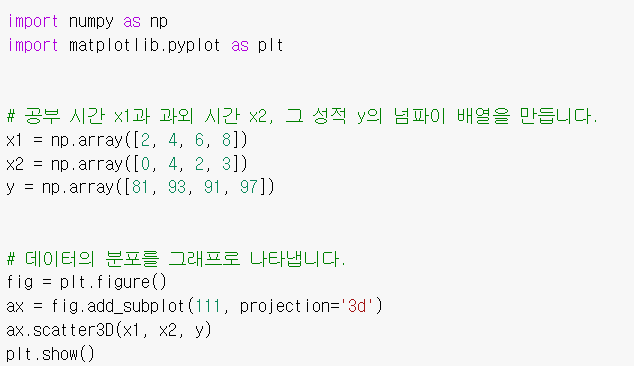 import numpy as np
import matplotlib.pyplot as plt
# 공부 시간 x1과 과외 시간 x2, 그 성적 y의 넘파이 배열을 만듭니다.
x1 = np.array([2, 4, 6, 8])
x2 = np.array([0, 4, 2, 3])
y = np.array([81, 93, 91, 97])
# 데이터의 분포를 그래프로 나타냅니다.
fig = plt.figure()
ax = fig.add_subplot(111, projection='3d')
ax.scatter3D(x1, x2, y)
plt.show()